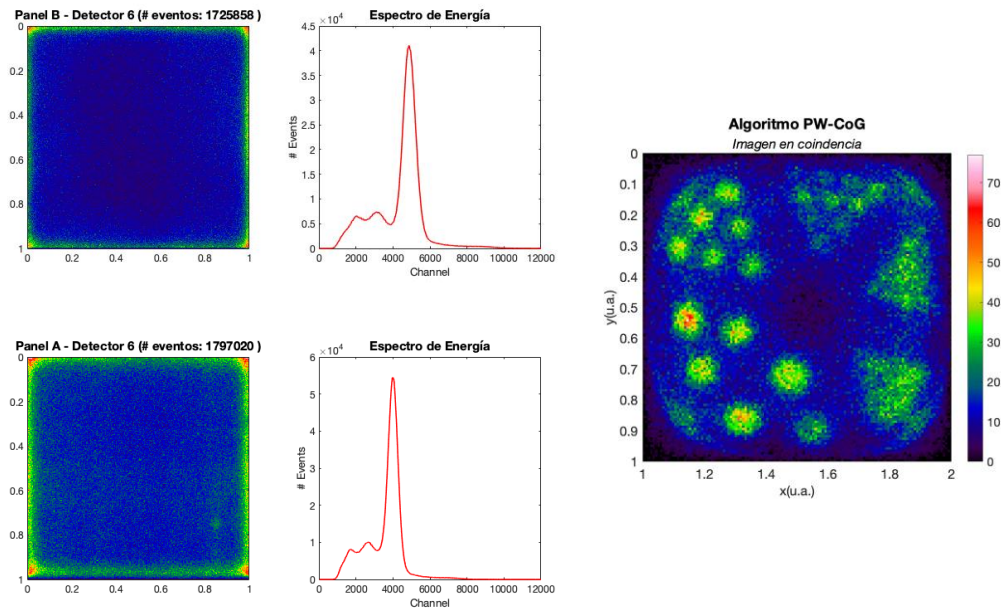 Panel B - Detector 6 (# eventos: 1725858 )
0
0.2
0.4
0.6
0.8
1
0 0.2 0.4 0.6 0.8 1
Espectro de Energía
×10⁴
4.5
4
3.5
3
2.5
2
1.5
1
0.5
0
# Events
0 2000 4000 6000 8000 10000 12000
Channel
Panel A - Detector 6 (# eventos: 1797020 )
0
0.2
0.4
0.6
0.8
1
0 0.2 0.4 0.6 0.8 1
Espectro de Energía
×10⁴
6
5
4
3
2
1
0
# Events
0 2000 4000 6000 8000 10000 12000
Channel
Algoritmo PW-CoG
Imagen en coindencia
0
0.1
0.2
0.3
0.4
0.5
0.6
0.7
0.8
0.9
1
y(u.a.)
1 1.2 1.4 1.6 1.8 2
x(u.a.)
70
60
50
40
30
20
10
0